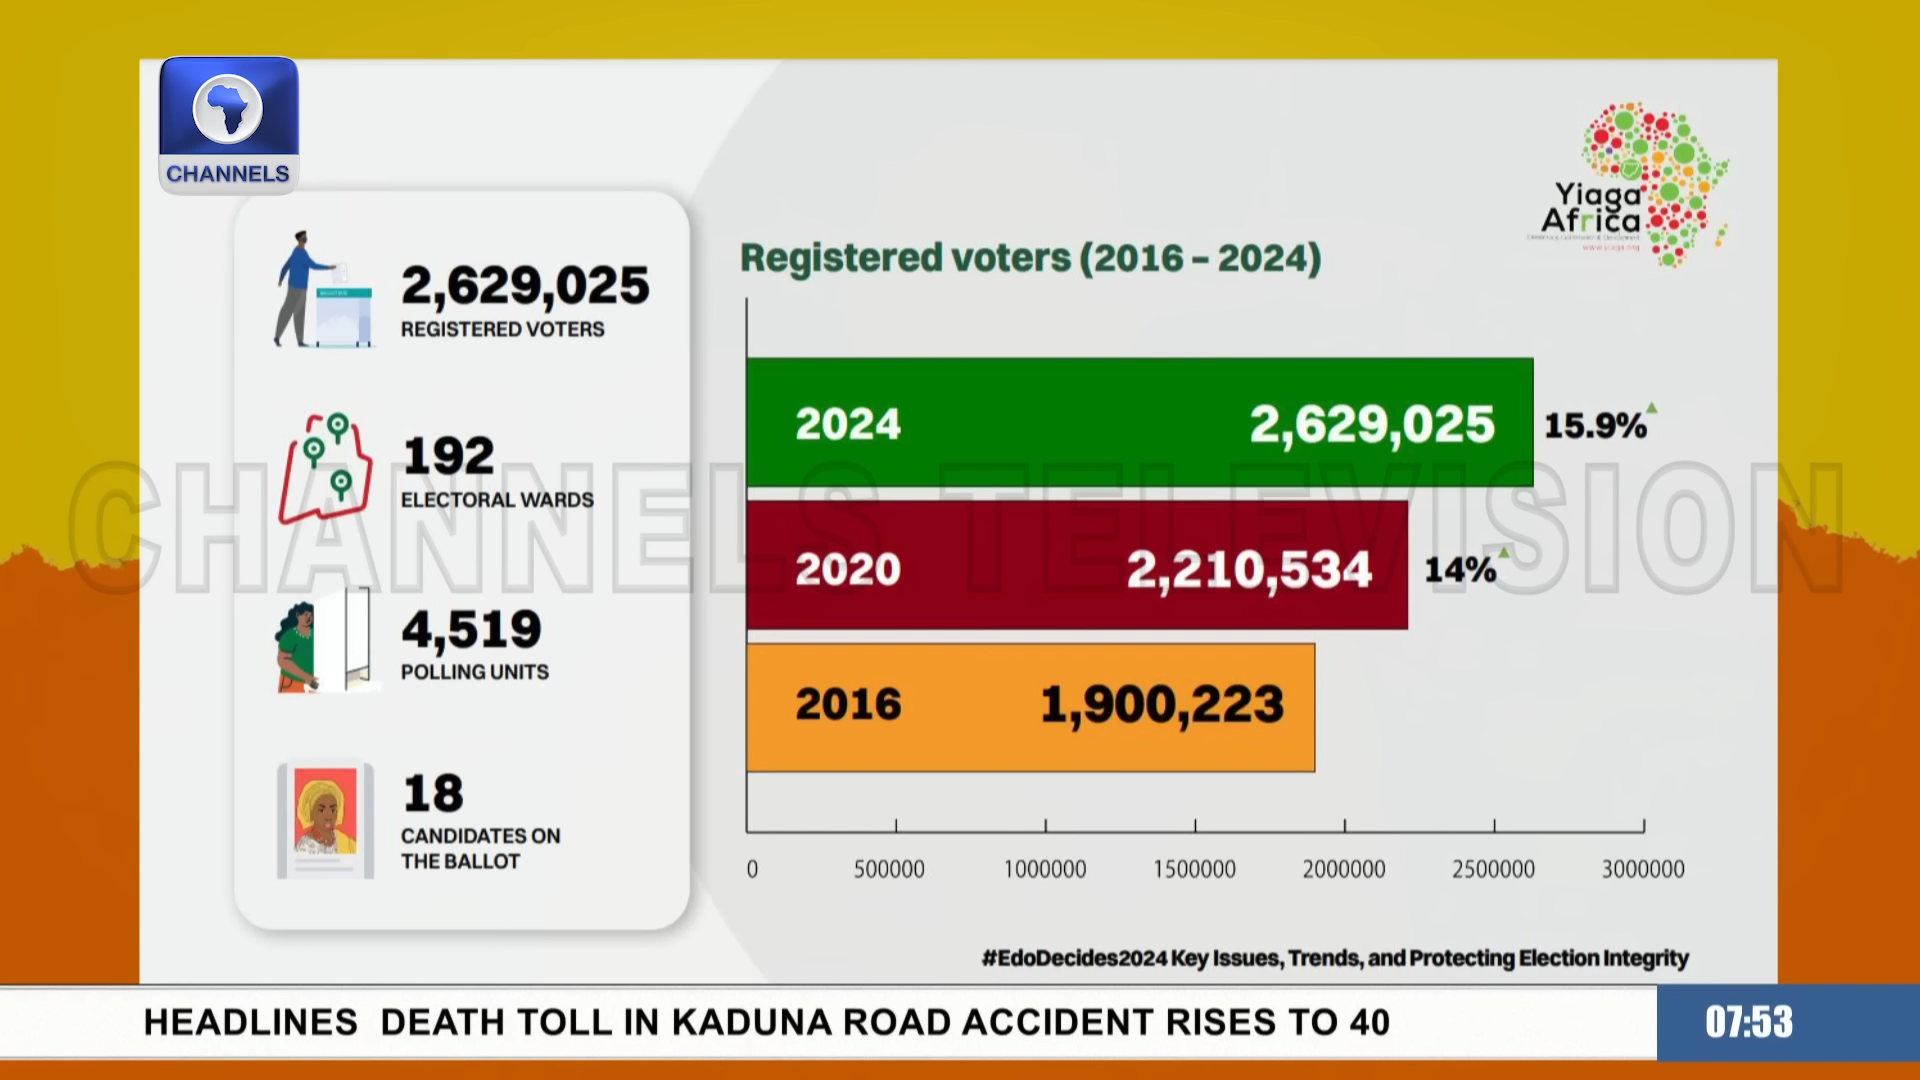 CHANNELS
2,629,025
REGISTERED VOTERS
192
ELECTORAL WARDS
4,519
POLLING UNITS
18
CANDIDATES ON
THE BALLOT
Yiaga
Africa
www.yiaga.org
Registered voters (2016 – 2024)
2024 2,629,025 15.9%
2020 2,210,534 14%
2016 1,900,223
0 500000 1000000 1500000 2000000 2500000 3000000
CHANNELS TELEVISION
#EdoDecides2024 Key Issues, Trends, and Protecting Election Integrity
HEADLINES DEATH TOLL IN KADUNA ROAD ACCIDENT RISES TO 40
07:53